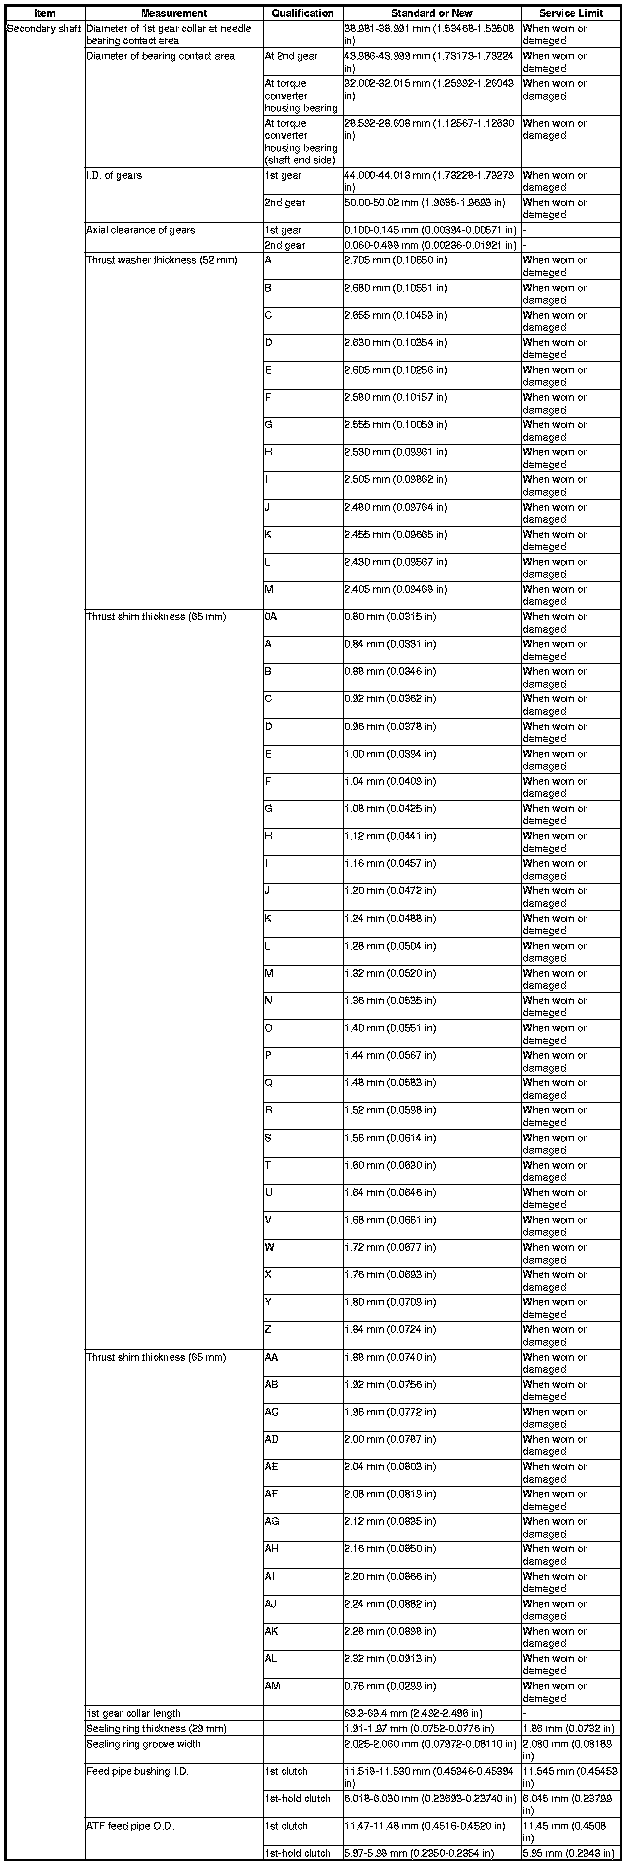 Item Measurement Qualification Standard or New Service Limit
Secondary shaft Diameter of 1st gear collar at needle 38.981-38.991 mm (1.53468-1.53508 When worn or
bearing contact area in) damaged
Diameter of bearing contact area At 2nd gear 43.986-43.999 mm (1.73173-1.73224 When worn or
in) damaged
At torque 32.002-32.015 mm (1.25992-1.26043 When worn or
converter in) damaged
housing bearing
At torque 28.592-28.608 mm (1.12567-1.12630 When worn or
converter in) damaged
housing bearing
(shaft end side)
I.D. of gears 1st gear 44.000-44.013 mm (1.73228-1.73279 When worn or
in) damaged
2nd gear 50.00-50.02 mm (1.9685-1.9693 in) When worn or
damaged
Axial clearance of gears 1st gear 0.100-0.145 mm (0.00394-0.00571 in) -
2nd gear 0.060-0.488 mm (0.00236-0.01921 in) -
Thrust washer thickness (52 mm) A 2.705 mm (0.10650 in) When worn or
damaged
B 2.680 mm (0.10551 in) When worn or
damaged
C 2.655 mm (0.10453 in) When worn or
damaged
D 2.630 mm (0.10354 in) When worn or
damaged
E 2.605 mm (0.10256 in) When worn or
damaged
F 2.580 mm (0.10157 in) When worn or
damaged
G 2.555 mm (0.10059 in) When worn or
damaged
H 2.530 mm (0.09961 in) When worn or
damaged
I 2.505 mm (0.09862 in) When worn or
damaged
J 2.480 mm (0.09764 in) When worn or
damaged
K 2.455 mm (0.09665 in) When worn or
damaged
L 2.430 mm (0.09567 in) When worn or
damaged
M 2.405 mm (0.09469 in) When worn or
damaged
Thrust shim thickness (65 mm) 0A 0.80 mm (0.0315 in) When worn or
damaged
A 0.84 mm (0.0331 in) When worn or
damaged
B 0.88 mm (0.0346 in) When worn or
damaged
C 0.92 mm (0.0362 in) When worn or
damaged
D 0.96 mm (0.0378 in) When worn or
damaged
E 1.00 mm (0.0394 in) When worn or
damaged
F 1.04 mm (0.0409 in) When worn or
damaged
G 1.08 mm (0.0425 in) When worn or
damaged
H 1.12 mm (0.0441 in) When worn or
damaged
I 1.16 mm (0.0457 in) When worn or
damaged
J 1.20 mm (0.0472 in) When worn or
damaged
K 1.24 mm (0.0488 in) When worn or
damaged
L 1.28 mm (0.0504 in) When worn or
damaged
M 1.32 mm (0.0520 in) When worn or
damaged
N 1.36 mm (0.0535 in) When worn or
damaged
O 1.40 mm (0.0551 in) When worn or
damaged
P 1.44 mm (0.0567 in) When worn or
damaged
Q 1.48 mm (0.0583 in) When worn or
damaged
R 1.52 mm (0.0598 in) When worn or
damaged
S 1.56 mm (0.0614 in) When worn or
damaged
T 1.60 mm (0.0630 in) When worn or
damaged
U 1.64 mm (0.0646 in) When worn or
damaged
V 1.68 mm (0.0661 in) When worn or
damaged
W 1.72 mm (0.0677 in) When worn or
damaged
X 1.76 mm (0.0693 in) When worn or
damaged
Y 1.80 mm (0.0709 in) When worn or
damaged
Z 1.84 mm (0.0724 in) When worn or
damaged
Thrust shim thickness (65 mm) AA 1.88 mm (0.0740 in) When worn or
damaged
AB 1.92 mm (0.0756 in) When worn or
damaged
AC 1.96 mm (0.0772 in) When worn or
damaged
AD 2.00 mm (0.0787 in) When worn or
damaged
AE 2.04 mm (0.0803 in) When worn or
damaged
AF 2.08 mm (0.0819 in) When worn or
damaged
AG 2.12 mm (0.0835 in) When worn or
damaged
AH 2.16 mm (0.0850 in) When worn or
damaged
AI 2.20 mm (0.0866 in) When worn or
damaged
AJ 2.24 mm (0.0882 in) When worn or
damaged
AK 2.28 mm (0.0898 in) When worn or
damaged
AL 2.32 mm (0.0913 in) When worn or
damaged
AM 0.76 mm (0.0299 in) When worn or
damaged
1st gear collar length 63.3-63.4 mm (2.492-2.496 in) -
Sealing ring thickness (29 mm) 1.91-1.97 mm (0.0752-0.0776 in) 1.86 mm (0.0732 in)
Sealing ring groove width 2.025-2.060 mm (0.07972-0.08110 in) 2.080 mm (0.08189
in)
Feed pipe bushing I.D. 1st clutch 11.518-11.530 mm (0.45346-0.45394 11.545 mm (0.45453
in) in)
1st-hold clutch 6.018-6.030 mm (0.23693-0.23740 in) 6.045 mm (0.23799
in)
ATF feed pipe O.D. 1st clutch 11.47-11.48 mm (0.4516-0.4520 in) 11.45 mm (0.4508
in)
1st-hold clutch 5.97-5.98 mm (0.2350-0.2354 in) 5.95 mm (0.2343 in)